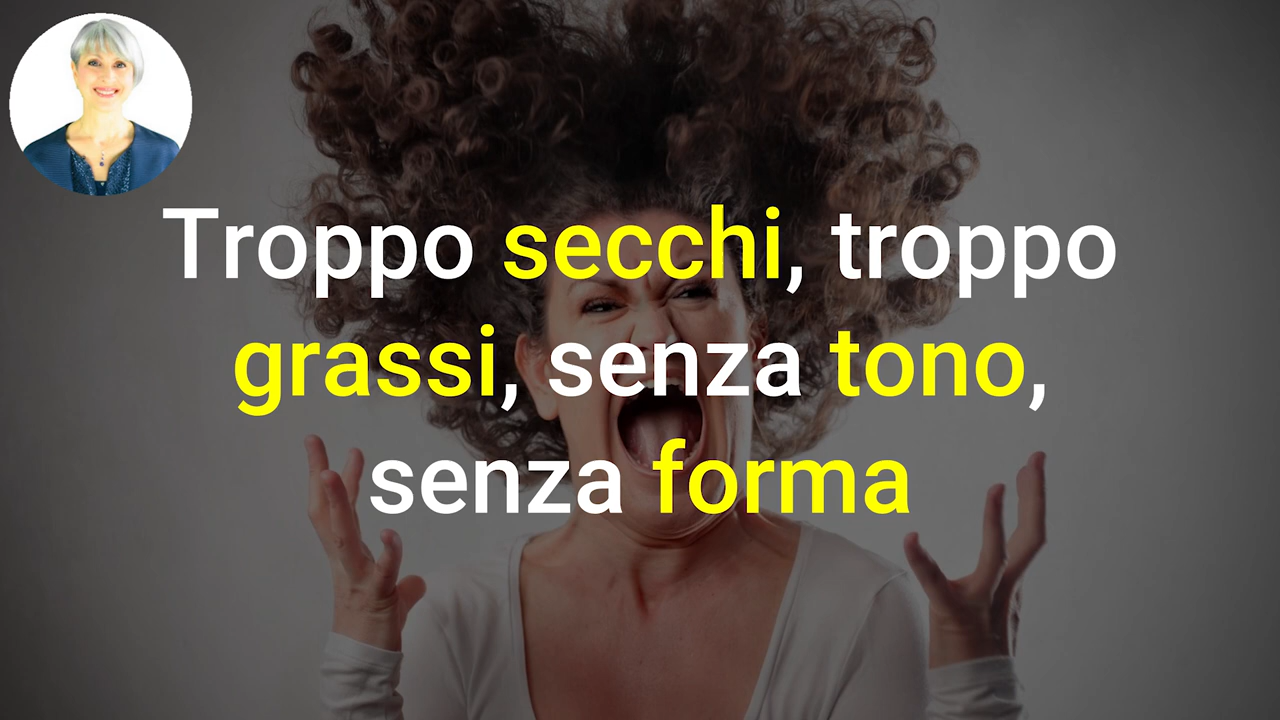 Troppo secchi, troppo
grassi, senza tono,
senza forma